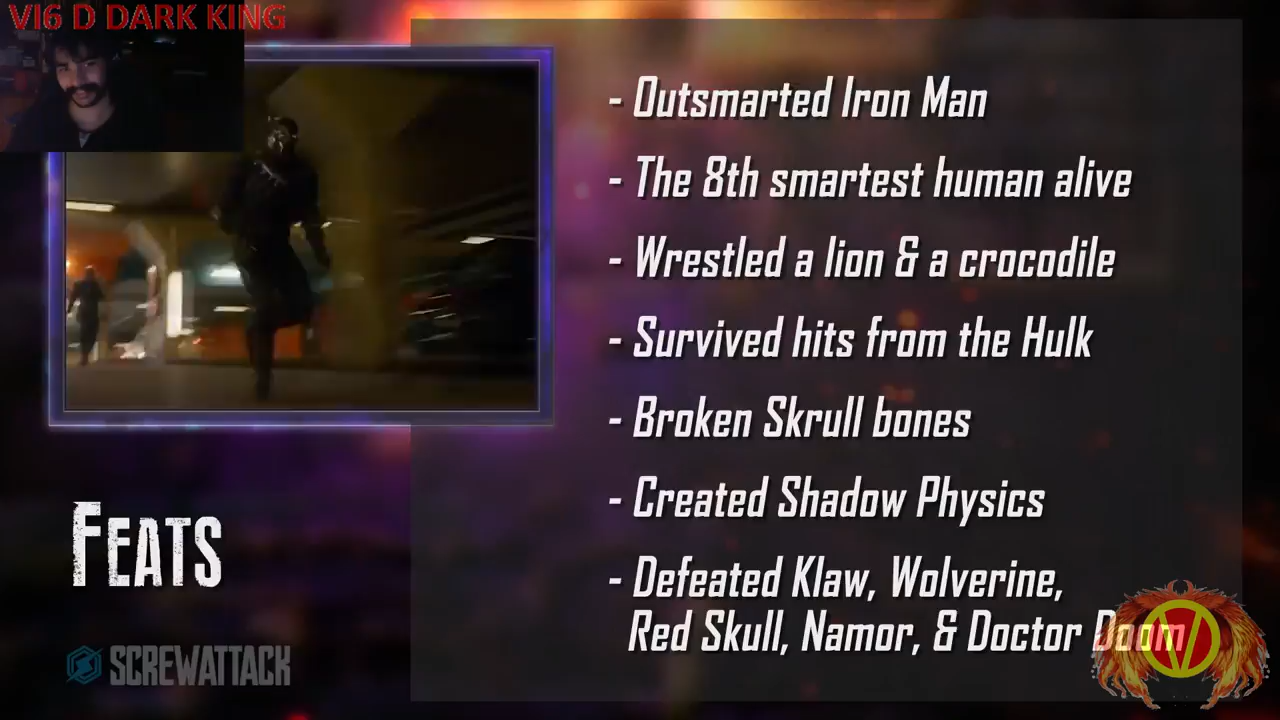 VI6 D DARK KING
- Outsmarted Iron Man
- The 8th smartest human alive
- Wrestled a lion & a crocodile
- Survived hits from the Hulk
- Broken Skrull bones
- Created Shadow Physics
- Defeated Klaw, Wolverine,
Red Skull, Namor, & Doctor Doom
FEATS
SCREWATTACK
V